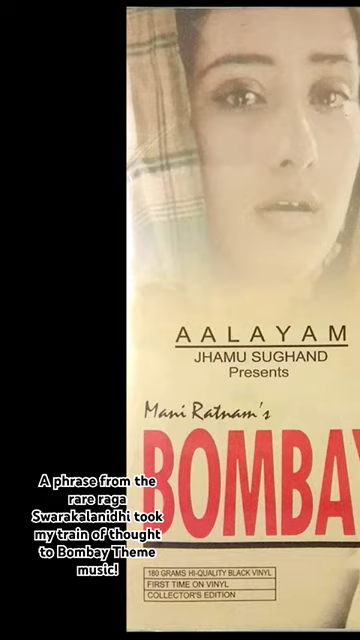 AALAYAM
JHAMU SUGHAND
Presents
Mani Ratnam's
BOMBAY
A phrase from the
rare raga
Swarakalanidhi took
my train of thought
to Bombay Theme
music!
180 GRAMS HI-QUALITY BLACK VINYL
FIRST TIME ON VINYL
COLLECTOR'S EDITION